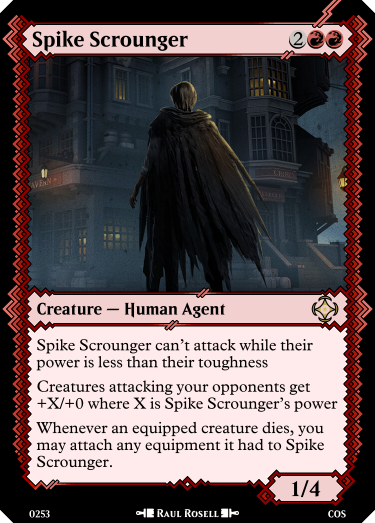 Spike Scrounger 2
Creature — Human Agent
Spike Scrounger can't attack while their
power is less than their toughness
Creatures attacking your opponents get
+X/+0 where X is Spike Scrounger's power
Whenever an equipped creature dies, you
may attach any equipment it had to Spike
Scrounger.
1/4
0253 Raul Rosell COS